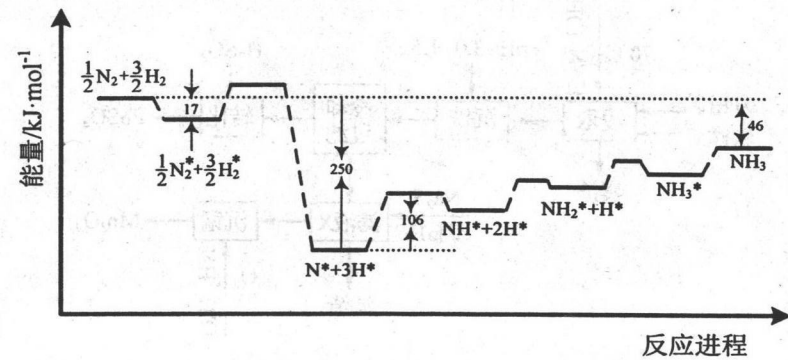 能量/kJ·mol⁻¹
½N₂+3/2H₂
17
½N₂*+3/2H₂*
250
N*+3H*
106
NH*+2H*
NH₂*+H*
NH₃*
46
NH₃
反应进程